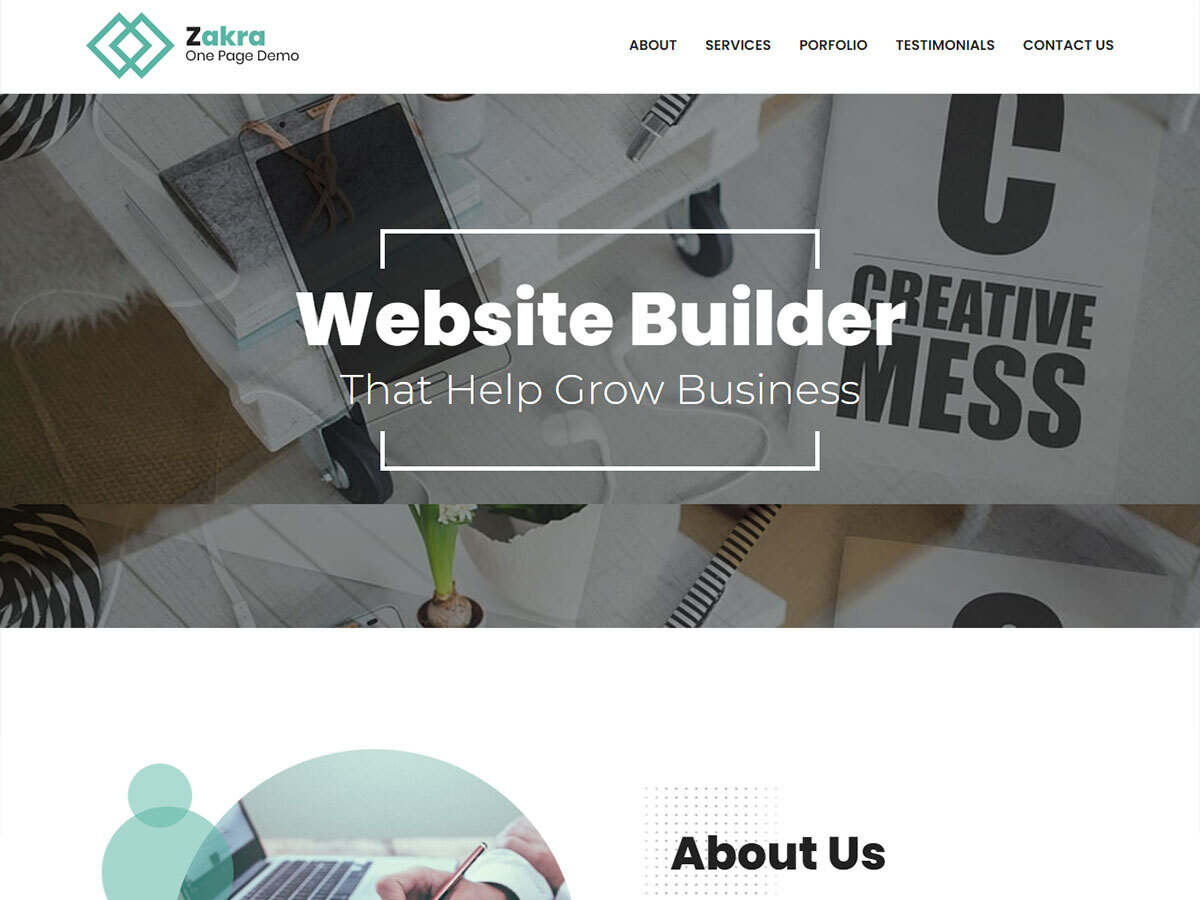 Zakra
One Page Demo
ABOUT
SERVICES
PORFOLIO
TESTIMONIALS
CONTACT US
C
CREATIVE
MESS
Website Builder
That Help Grow Business
About Us